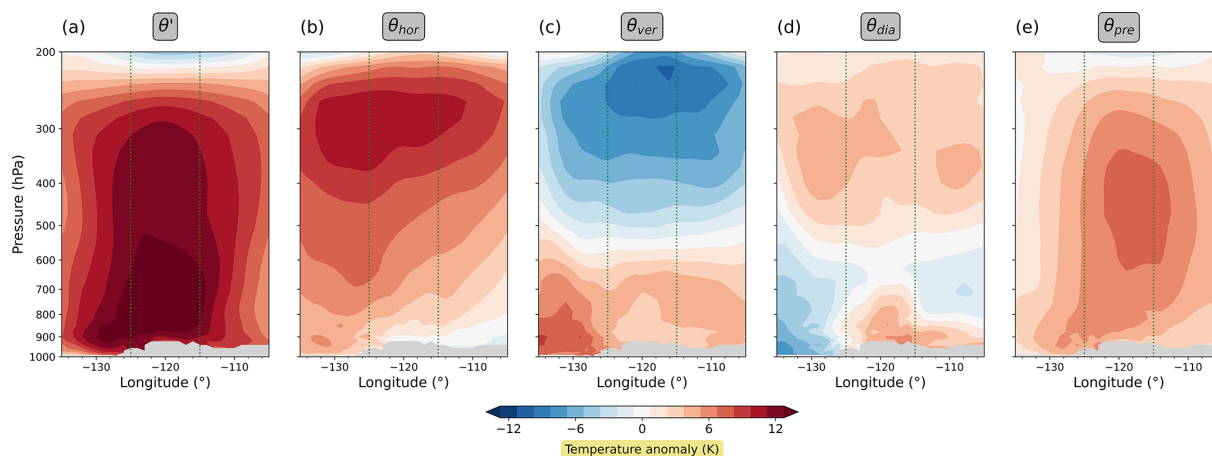 (a) θ' (b) θhor (c) θver (d) θdia (e) θpre
200
300
400
500
600
700
800
900
1000
Pressure (hPa)
−130 −120 −110 −130 −120 −110 −130 −120 −110 −130 −120 −110 −130 −120 −110
Longitude (°) Longitude (°) Longitude (°) Longitude (°) Longitude (°)
−12 −6 0 6 12
Temperature anomaly (K)